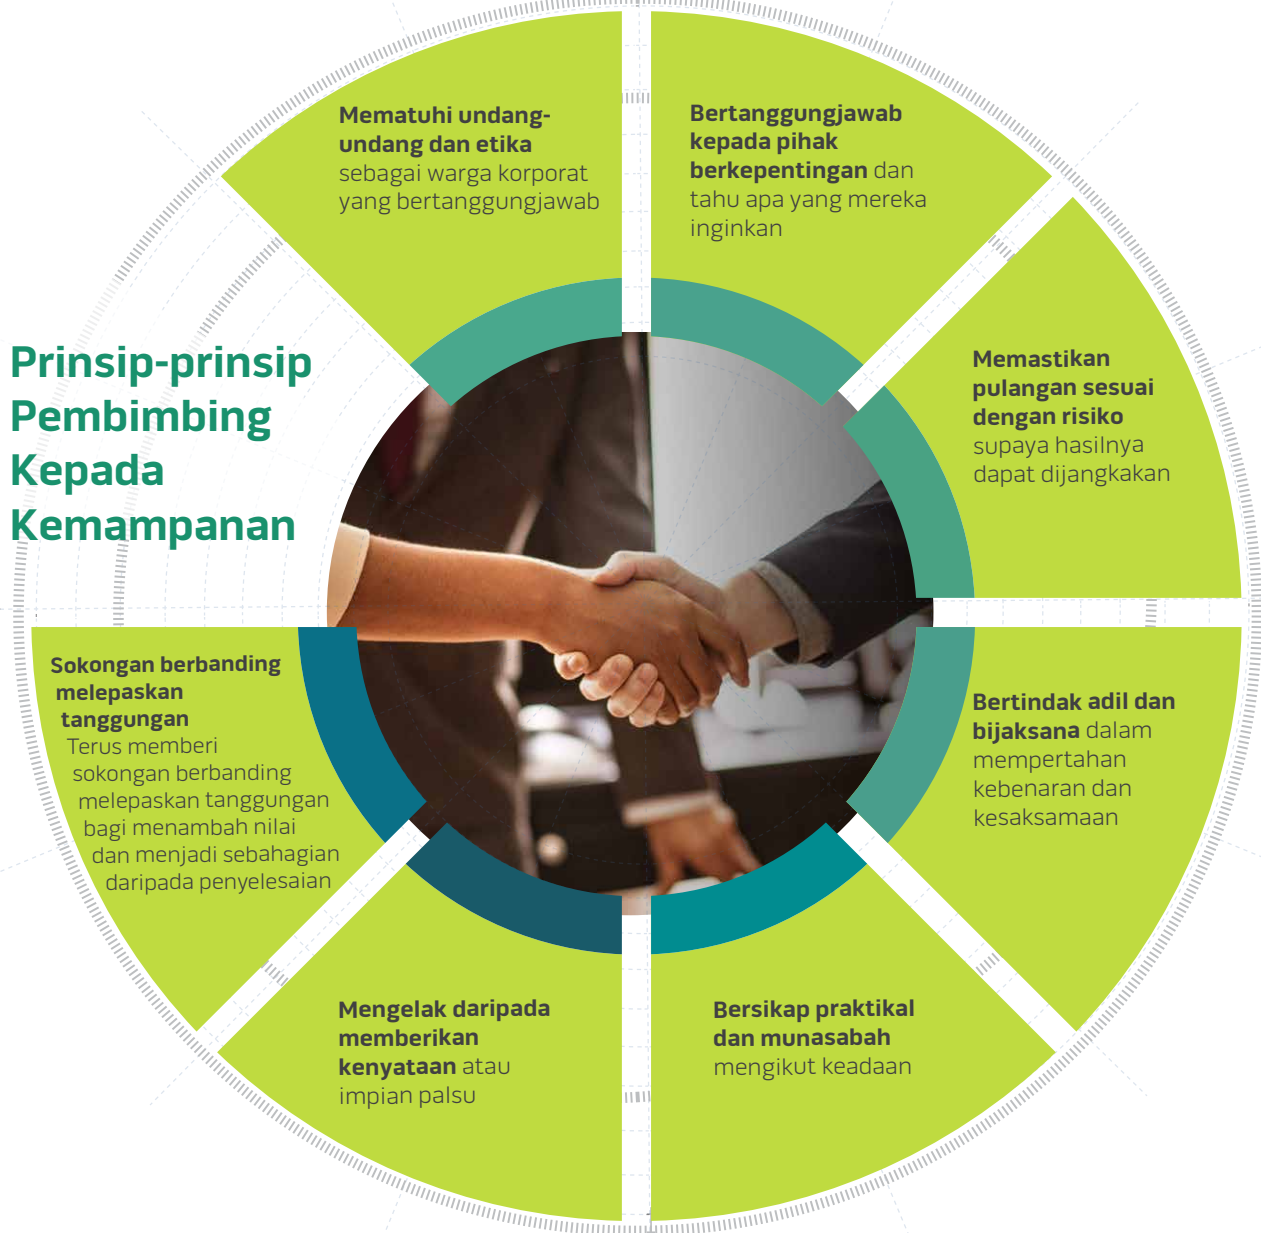 Prinsip-prinsip
Pembimbing
Kepada
Kemampanan
Mematuhi undang-
undang dan etika
sebagai warga korporat
yang bertanggungjawab
Bertanggungjawab
kepada pihak
berkepentingan dan
tahu apa yang mereka
inginkan
Memastikan
pulangan sesuai
dengan risiko
supaya hasilnya
dapat dijangkakan
Bertindak adil dan
bijaksana dalam
mempertahan
kebenaran dan
kesaksamaan
Bersikap praktikal
dan munasabah
mengikut keadaan
Mengelak daripada
memberikan
kenyataan atau
impian palsu
Sokongan berbanding
melepaskan
tanggungan
Terus memberi
sokongan berbanding
melepaskan tanggungan
bagi menambah nilai
dan menjadi sebahagian
daripada penyelesaian